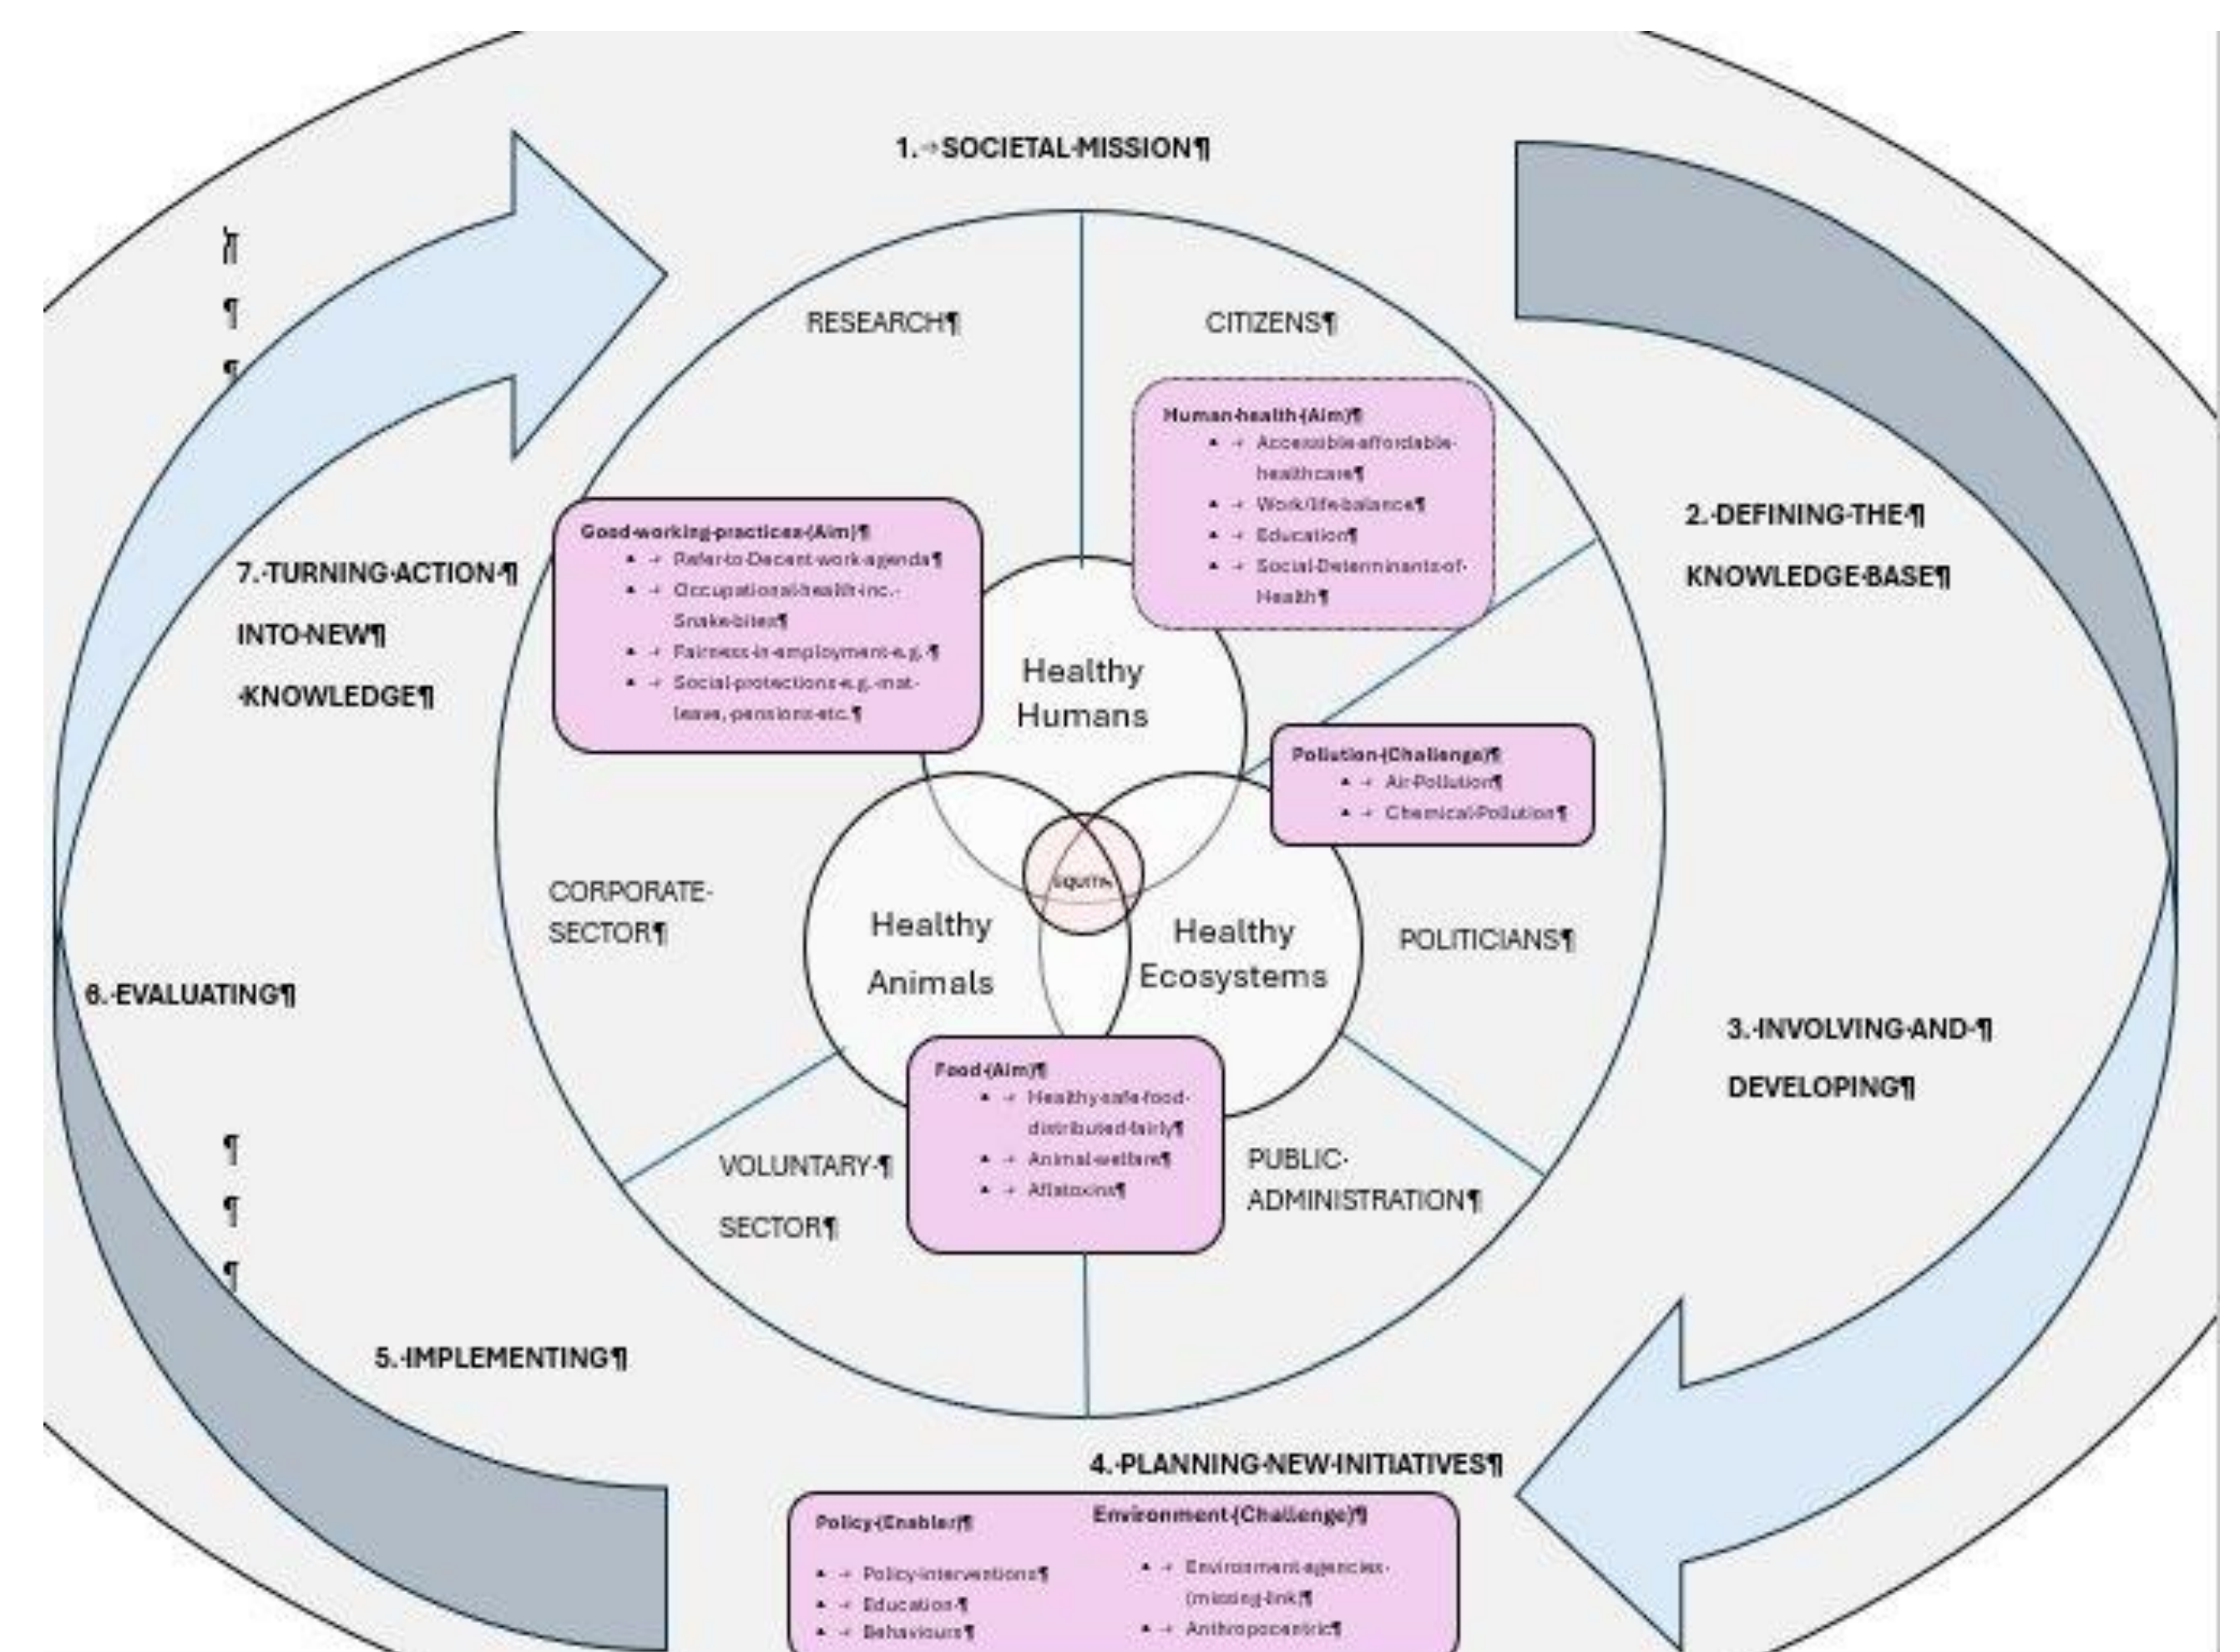 1. SOCIETAL MISSION¶
RESEARCH¶
CITIZENS¶
Human health (Aim)¶
Accessible affordable
healthcare¶
Work/life balance¶
Education¶
Social Determinants of
Health¶
Good working practices (Aim)¶
Refer to Decent work agenda¶
Occupational health inc.
Snake bites¶
Fairness in employment e.g. ¶
Social protections e.g. mat
leave, pensions etc.¶
2. DEFINING THE ¶
KNOWLEDGE BASE¶
7. TURNING ACTION ¶
INTO NEW¶
KNOWLEDGE¶
Healthy
Humans
Pollution (Challenge)¶
Air Pollution¶
Chemical Pollution¶
EQUITY
CORPORATE
SECTOR¶
Healthy
Animals
Healthy
Ecosystems
POLITICIANS¶
6. EVALUATING¶
3. INVOLVING AND ¶
DEVELOPING¶
Food (Aim)¶
Healthy safe food
distributed fairly¶
Animal welfare¶
Aflatoxins¶
VOLUNTARY ¶
SECTOR¶
PUBLIC
ADMINISTRATION¶
5. IMPLEMENTING¶
4. PLANNING NEW INITIATIVES¶
Policy (Enabler)¶
Policy interventions¶
Education ¶
Behaviours¶
Environment (Challenge)¶
Environment agencies
(missing link)¶
Anthropocentric¶